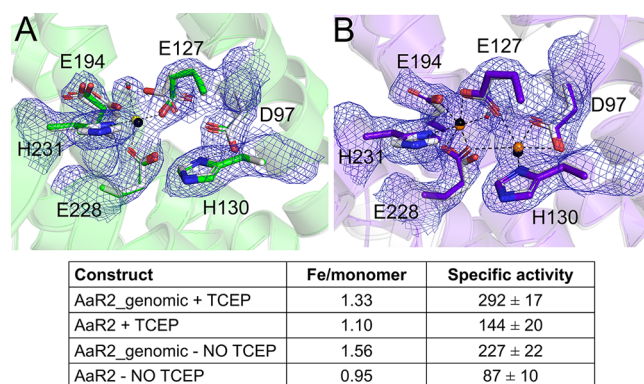 A
E194
E127
D97
H231
E228
H130
B
E194
E127
D97
H231
E228
H130
Construct Fe/monomer Specific activity
AaR2_genomic + TCEP 1.33 292 ± 17
AaR2 + TCEP 1.10 144 ± 20
AaR2_genomic - NO TCEP 1.56 227 ± 22
AaR2 - NO TCEP 0.95 87 ± 10